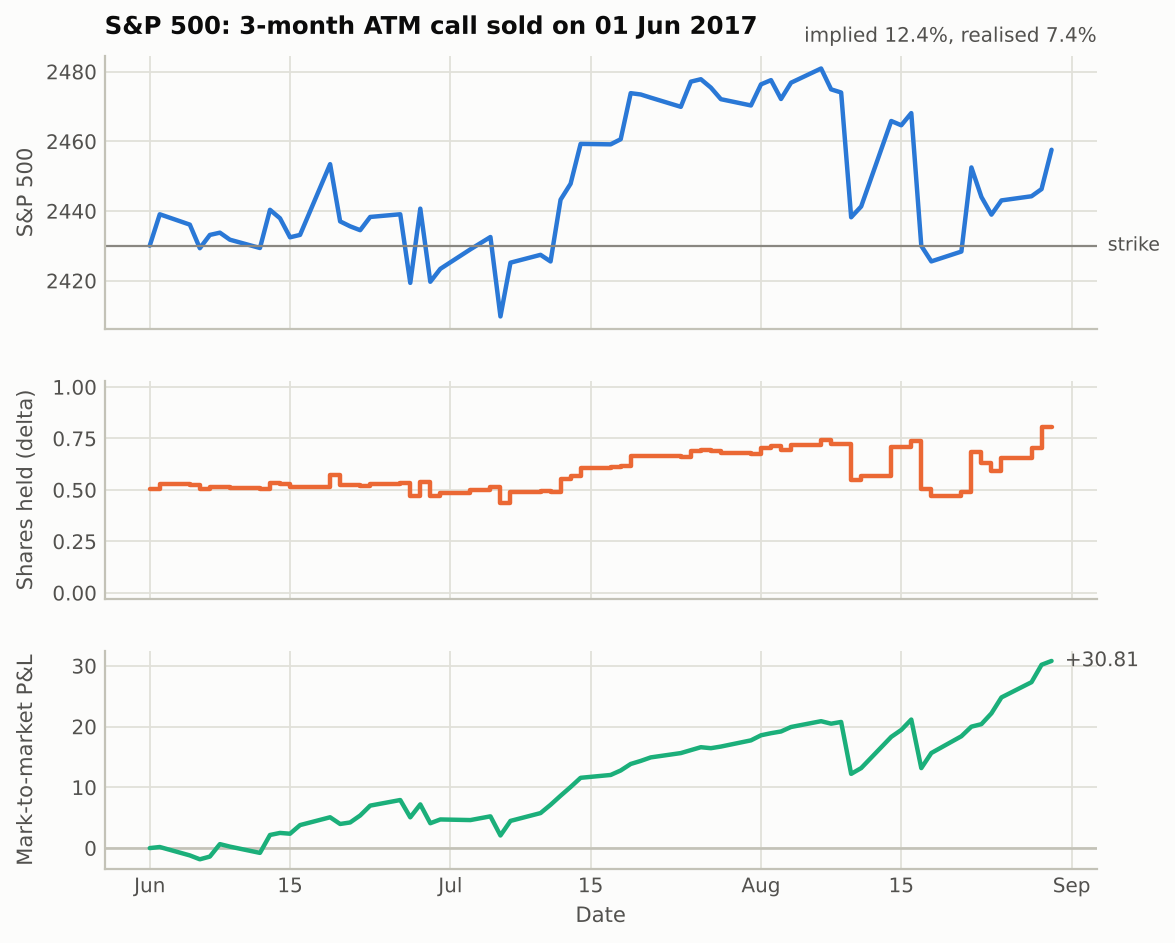 S&P 500: 3-month ATM call sold on 01 Jun 2017
implied 12.4%, realised 7.4%
S&P 500
2480
2460
2440
2420
strike
Shares held (delta)
1.00
0.75
0.50
0.25
0.00
Mark-to-market P&L
30
20
10
0
+30.81
Jun
15
Jul
15
Aug
15
Sep
Date